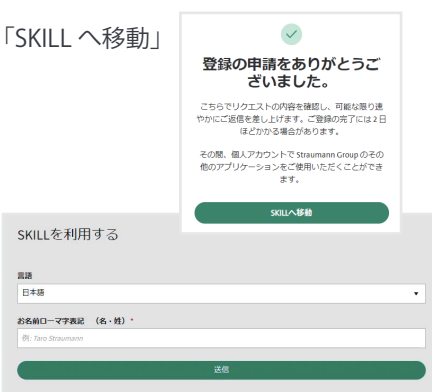 「SKILL へ移動」
登録の申請をありがとうご
ざいました。
こちらでリクエストの内容を確認し、可能な限り速
やかにご返信を差し上げます。ご登録の完了には2日
ほどかかる場合があります。
その間、個人アカウントで Straumann Group のその
他のアプリケーションをご使用いただくことができ
ます。
SKILLへ移動
SKILLを利用する
言語
日本語
お名前ローマ字表記 （名・姓）*
例: Taro Straumann
送信